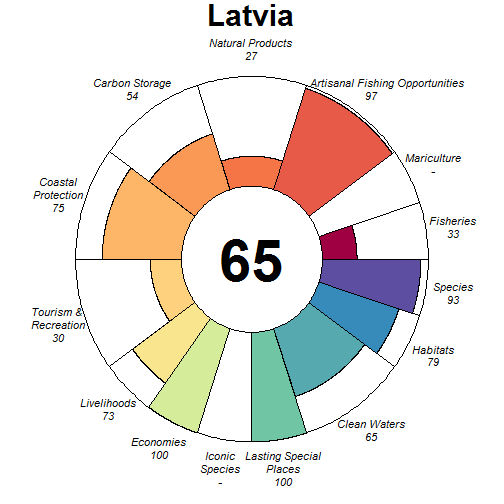 Latvia
Natural Products
27
Carbon Storage
54
Artisanal Fishing Opportunities
97
Mariculture
-
Coastal
Protection
75
Fisheries
33
65
Species
93
Tourism &
Recreation
30
Habitats
79
Livelihoods
73
Clean Waters
65
Economies
100
Iconic
Species
-
Lasting Special
Places
100